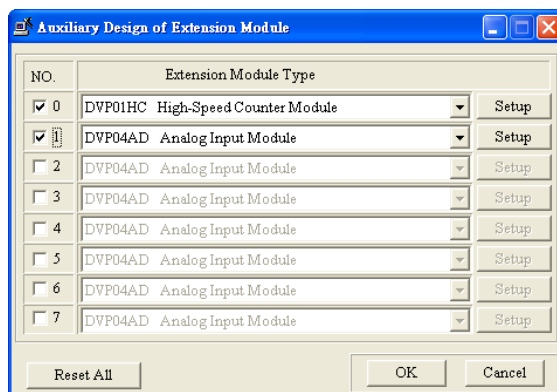 Auxiliary Design of Extension Module
NO. Extension Module Type
0 DVP01HC High-Speed Counter Module Setup
1 DVP04AD Analog Input Module Setup
2 DVP04AD Analog Input Module Setup
3 DVP04AD Analog Input Module Setup
4 DVP04AD Analog Input Module Setup
5 DVP04AD Analog Input Module Setup
6 DVP04AD Analog Input Module Setup
7 DVP04AD Analog Input Module Setup
Reset All OK Cancel